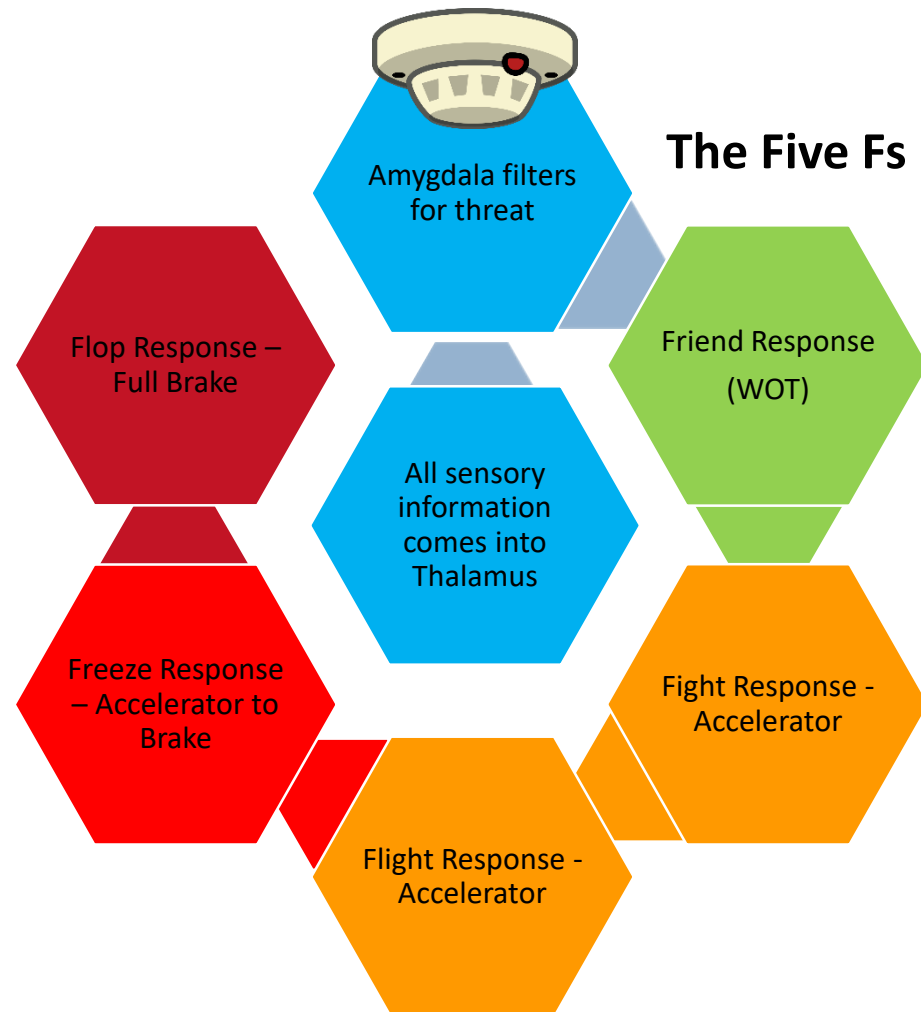 The Five Fs
Amygdala filters
for threat
Friend Response
(WOT)
Flop Response –
Full Brake
All sensory
information
comes into
Thalamus
Fight Response -
Accelerator
Freeze Response
– Accelerator to
Brake
Flight Response -
Accelerator